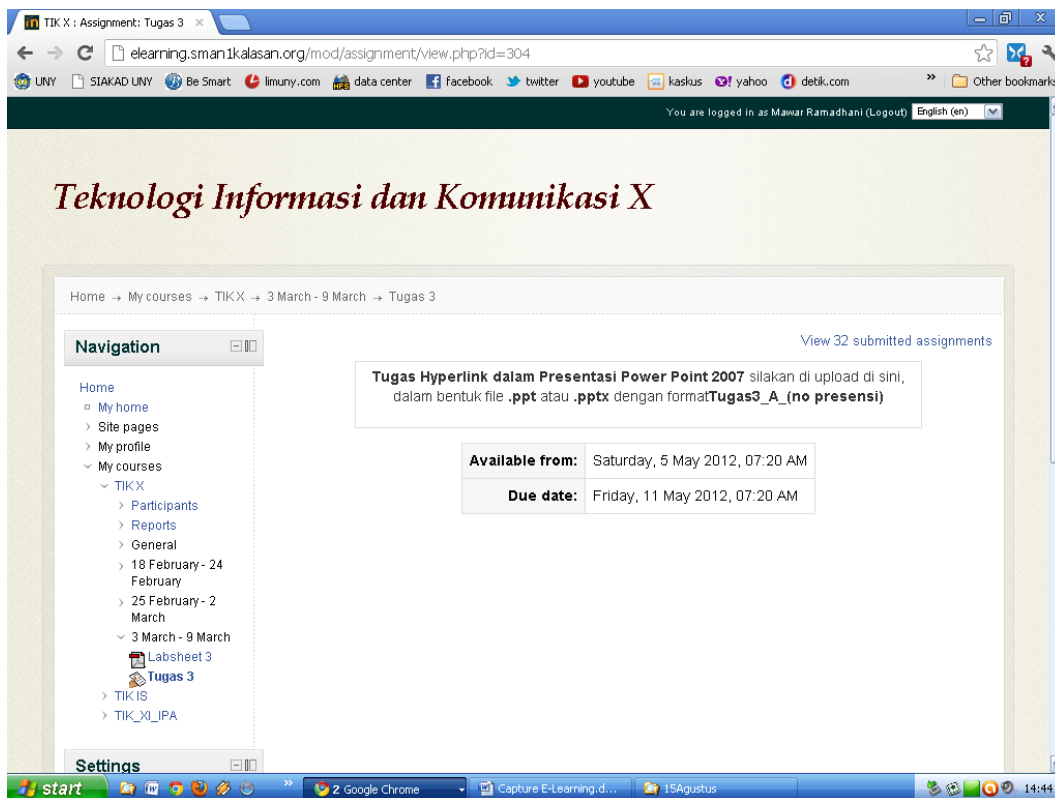 TIK X : Assignment: Tugas 3
elearning.sman1kalasan.org/mod/assignment/view.php?id=304
UNY SIAKAD UNY Be Smart limuny.com data center facebook twitter youtube kaskus yahoo detik.com » Other bookmarks
You are logged in as Mawar Ramadhani (Logout) English (en)
Teknologi Informasi dan Komunikasi X
Home → My courses → TIK X → 3 March - 9 March → Tugas 3
Navigation
Home
My home
Site pages
My profile
My courses
TIK X
Participants
Reports
General
18 February - 24
February
25 February - 2
March
3 March - 9 March
Labsheet 3
Tugas 3
TIK IS
TIK_XI_IPA
Settings
View 32 submitted assignments
Tugas Hyperlink dalam Presentasi Power Point 2007 silakan di upload di sini,
dalam bentuk file .ppt atau .pptx dengan formatTugas3_A_(no presensi)
Available from: Saturday, 5 May 2012, 07:20 AM
Due date: Friday, 11 May 2012, 07:20 AM
start » 2 Google Chrome Capture E-Learning.d... 15Agustus 14:44